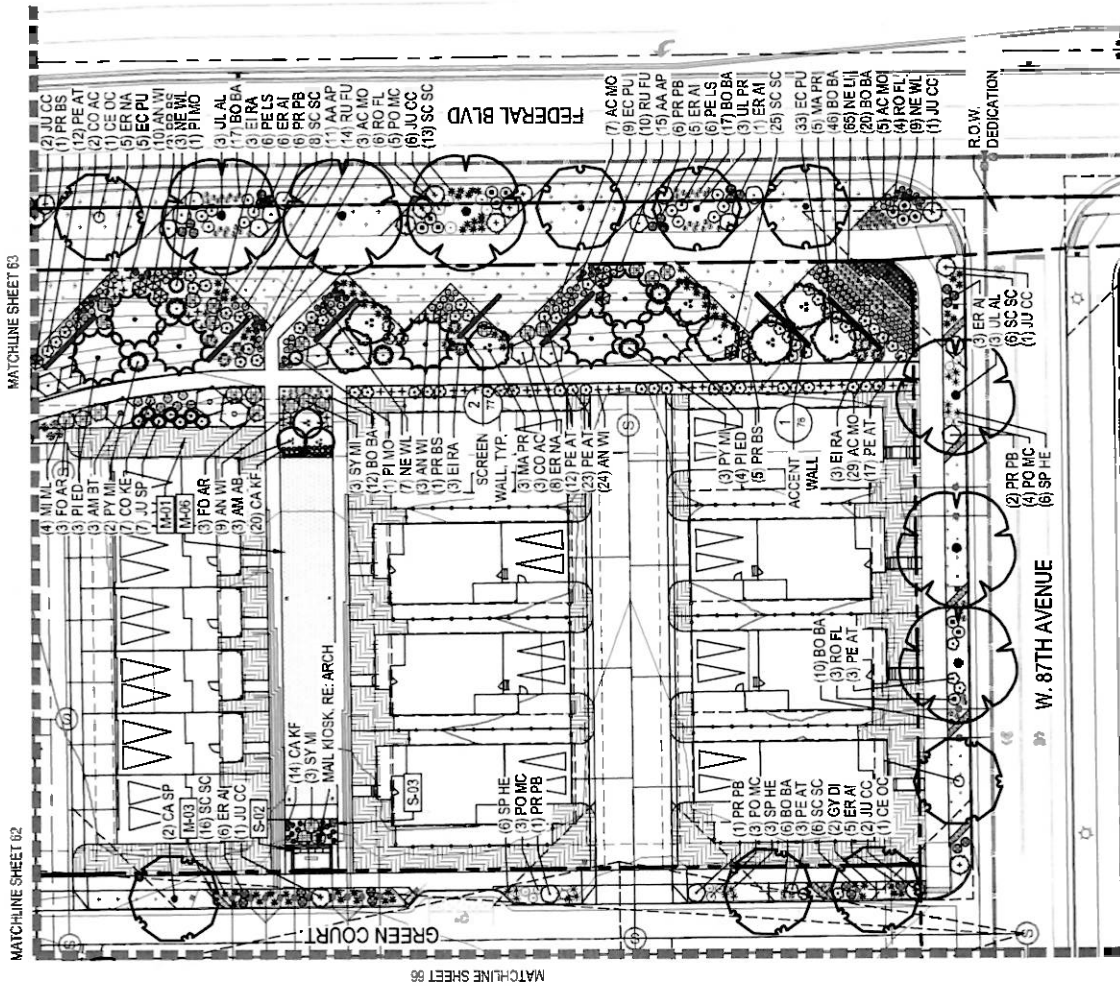 MATCHLINE SHEET 62
MATCHLINE SHEET 63
(2) JU CC
(1) PR BS
(12) PE AT
(2) CO AC
(1) CE OC
(5) ER NA
(5) EC PU
(10) AN WI
(3) NE WL
(1) PI MO
(3) UL AL
(17) BO BA
(3) EI RA
(6) PE LS
(6) ER AI
(6) PR PB
(8) SC SC
(11) AA AP
(14) RU FU
(3) AC MO
(6) RO FL
(5) PO MC
(6) JU CC
(13) SC SC
FEDERAL BLVD
(7) AC MO
(9) EC PU
(10) RU FU
(15) AA AP
(6) PR PB
(5) ER AI
(6) PE LS
(17) BO BA
(3) UL PR
(1) ER AI
(25) SC SC
(33) EC PU
(5) MA PR
(46) BO BA
(65) NE LI
(20) BO BA
(5) AC MO
(4) RO FL
(9) NE WL
(1) JU CC
R.O.W.
DEDICATION
(4) MI ML
(3) FO AR
(3) PI ED
(3) AM BT
(2) PY MI
(7) CO KE
(7) JU SP
M-01
M-06
(3) FO AR
(9) AN WI
(3) AM AB
(20) CA KF
(3) SY MI
(12) BO BA
(1) PI MO
(7) NE WL
(3) AN WI
(1) PR BS
(3) EI RA
SCREEN
WALL, TYP.
2
77
(3) MA PR
(3) CO AC
(8) ER NA
(12) PE AT
(23) PE AT
(24) AN WI
(3) PY MI
(4) PI ED
(5) PR BS
ACCENT
WALL
1
78
(3) EI RA
(29) AC MO
(17) PE AT
(3) ER AI
(3) UL AL
(6) SC SC
(1) JU CC
(2) PR PB
(4) PO MC
(6) SP HE
W. 87TH AVENUE
(10) BO BA
(3) RO FL
(3) PE AT
(2) CA SP
M-03
(16) SC SC
(6) ER AI
(1) JU CC
S-02
(14) CA KF
(3) SY MI
MAIL KIOSK, RE: ARCH
S-03
(6) SP HE
(3) PO MC
(1) PR PB
(1) PR PB
(3) PO MC
(3) SP HE
(6) BO BA
(3) PE AT
(6) SC SC
(2) GY DI
(5) ER AI
(2) JU CC
(1) CE OC
GREEN COURT
S
S
S
S
S
S
MATCHLINE SHEET 66